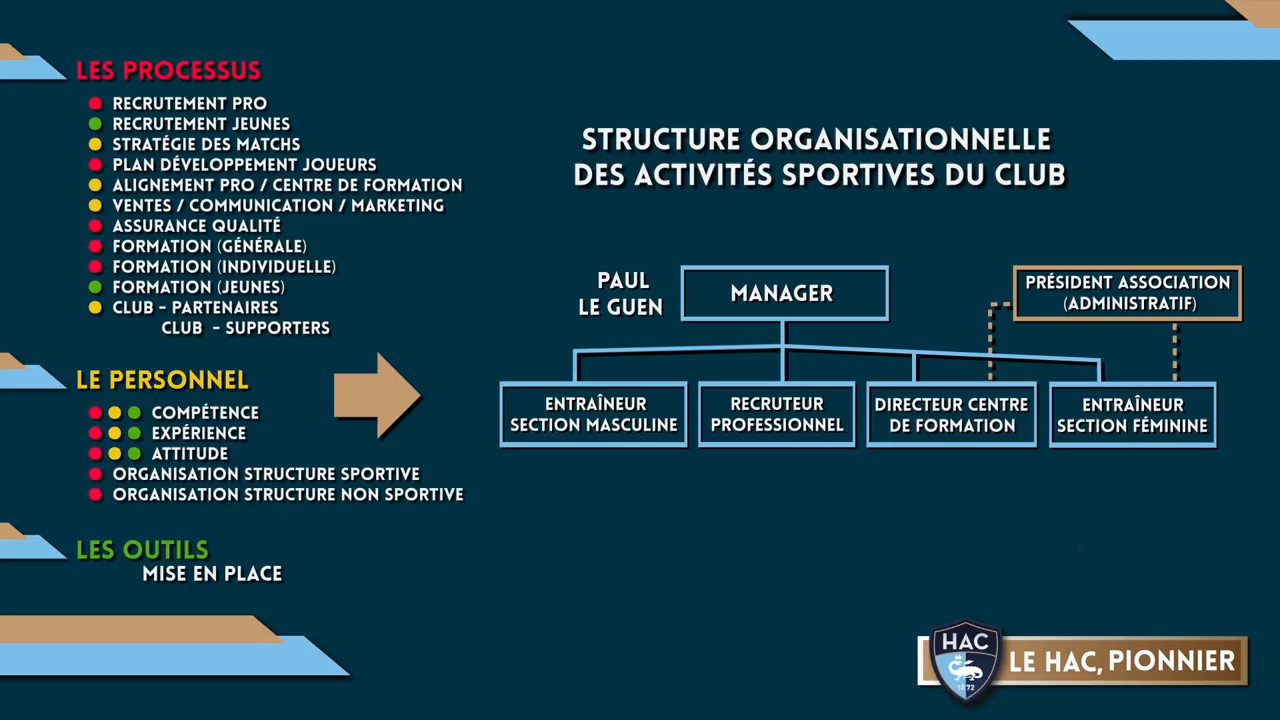 LES PROCESSUS
RECRUTEMENT PRO
RECRUTEMENT JEUNES
STRATÉGIE DES MATCHS
PLAN DÉVELOPPEMENT JOUEURS
ALIGNEMENT PRO / CENTRE DE FORMATION
VENTES / COMMUNICATION / MARKETING
ASSURANCE QUALITÉ
FORMATION (GÉNÉRALE)
FORMATION (INDIVIDUELLE)
FORMATION (JEUNES)
CLUB - PARTENAIRES
CLUB - SUPPORTERS
LE PERSONNEL
COMPÉTENCE
EXPÉRIENCE
ATTITUDE
ORGANISATION STRUCTURE SPORTIVE
ORGANISATION STRUCTURE NON SPORTIVE
LES OUTILS
MISE EN PLACE
STRUCTURE ORGANISATIONNELLE
DES ACTIVITÉS SPORTIVES DU CLUB
PAUL
LE GUEN
MANAGER
PRÉSIDENT ASSOCIATION
(ADMINISTRATIF)
ENTRAÎNEUR
SECTION MASCULINE
RECRUTEUR
PROFESSIONNEL
DIRECTEUR CENTRE
DE FORMATION
ENTRAÎNEUR
SECTION FÉMININE
HAC
1872
LE HAC, PIONNIER